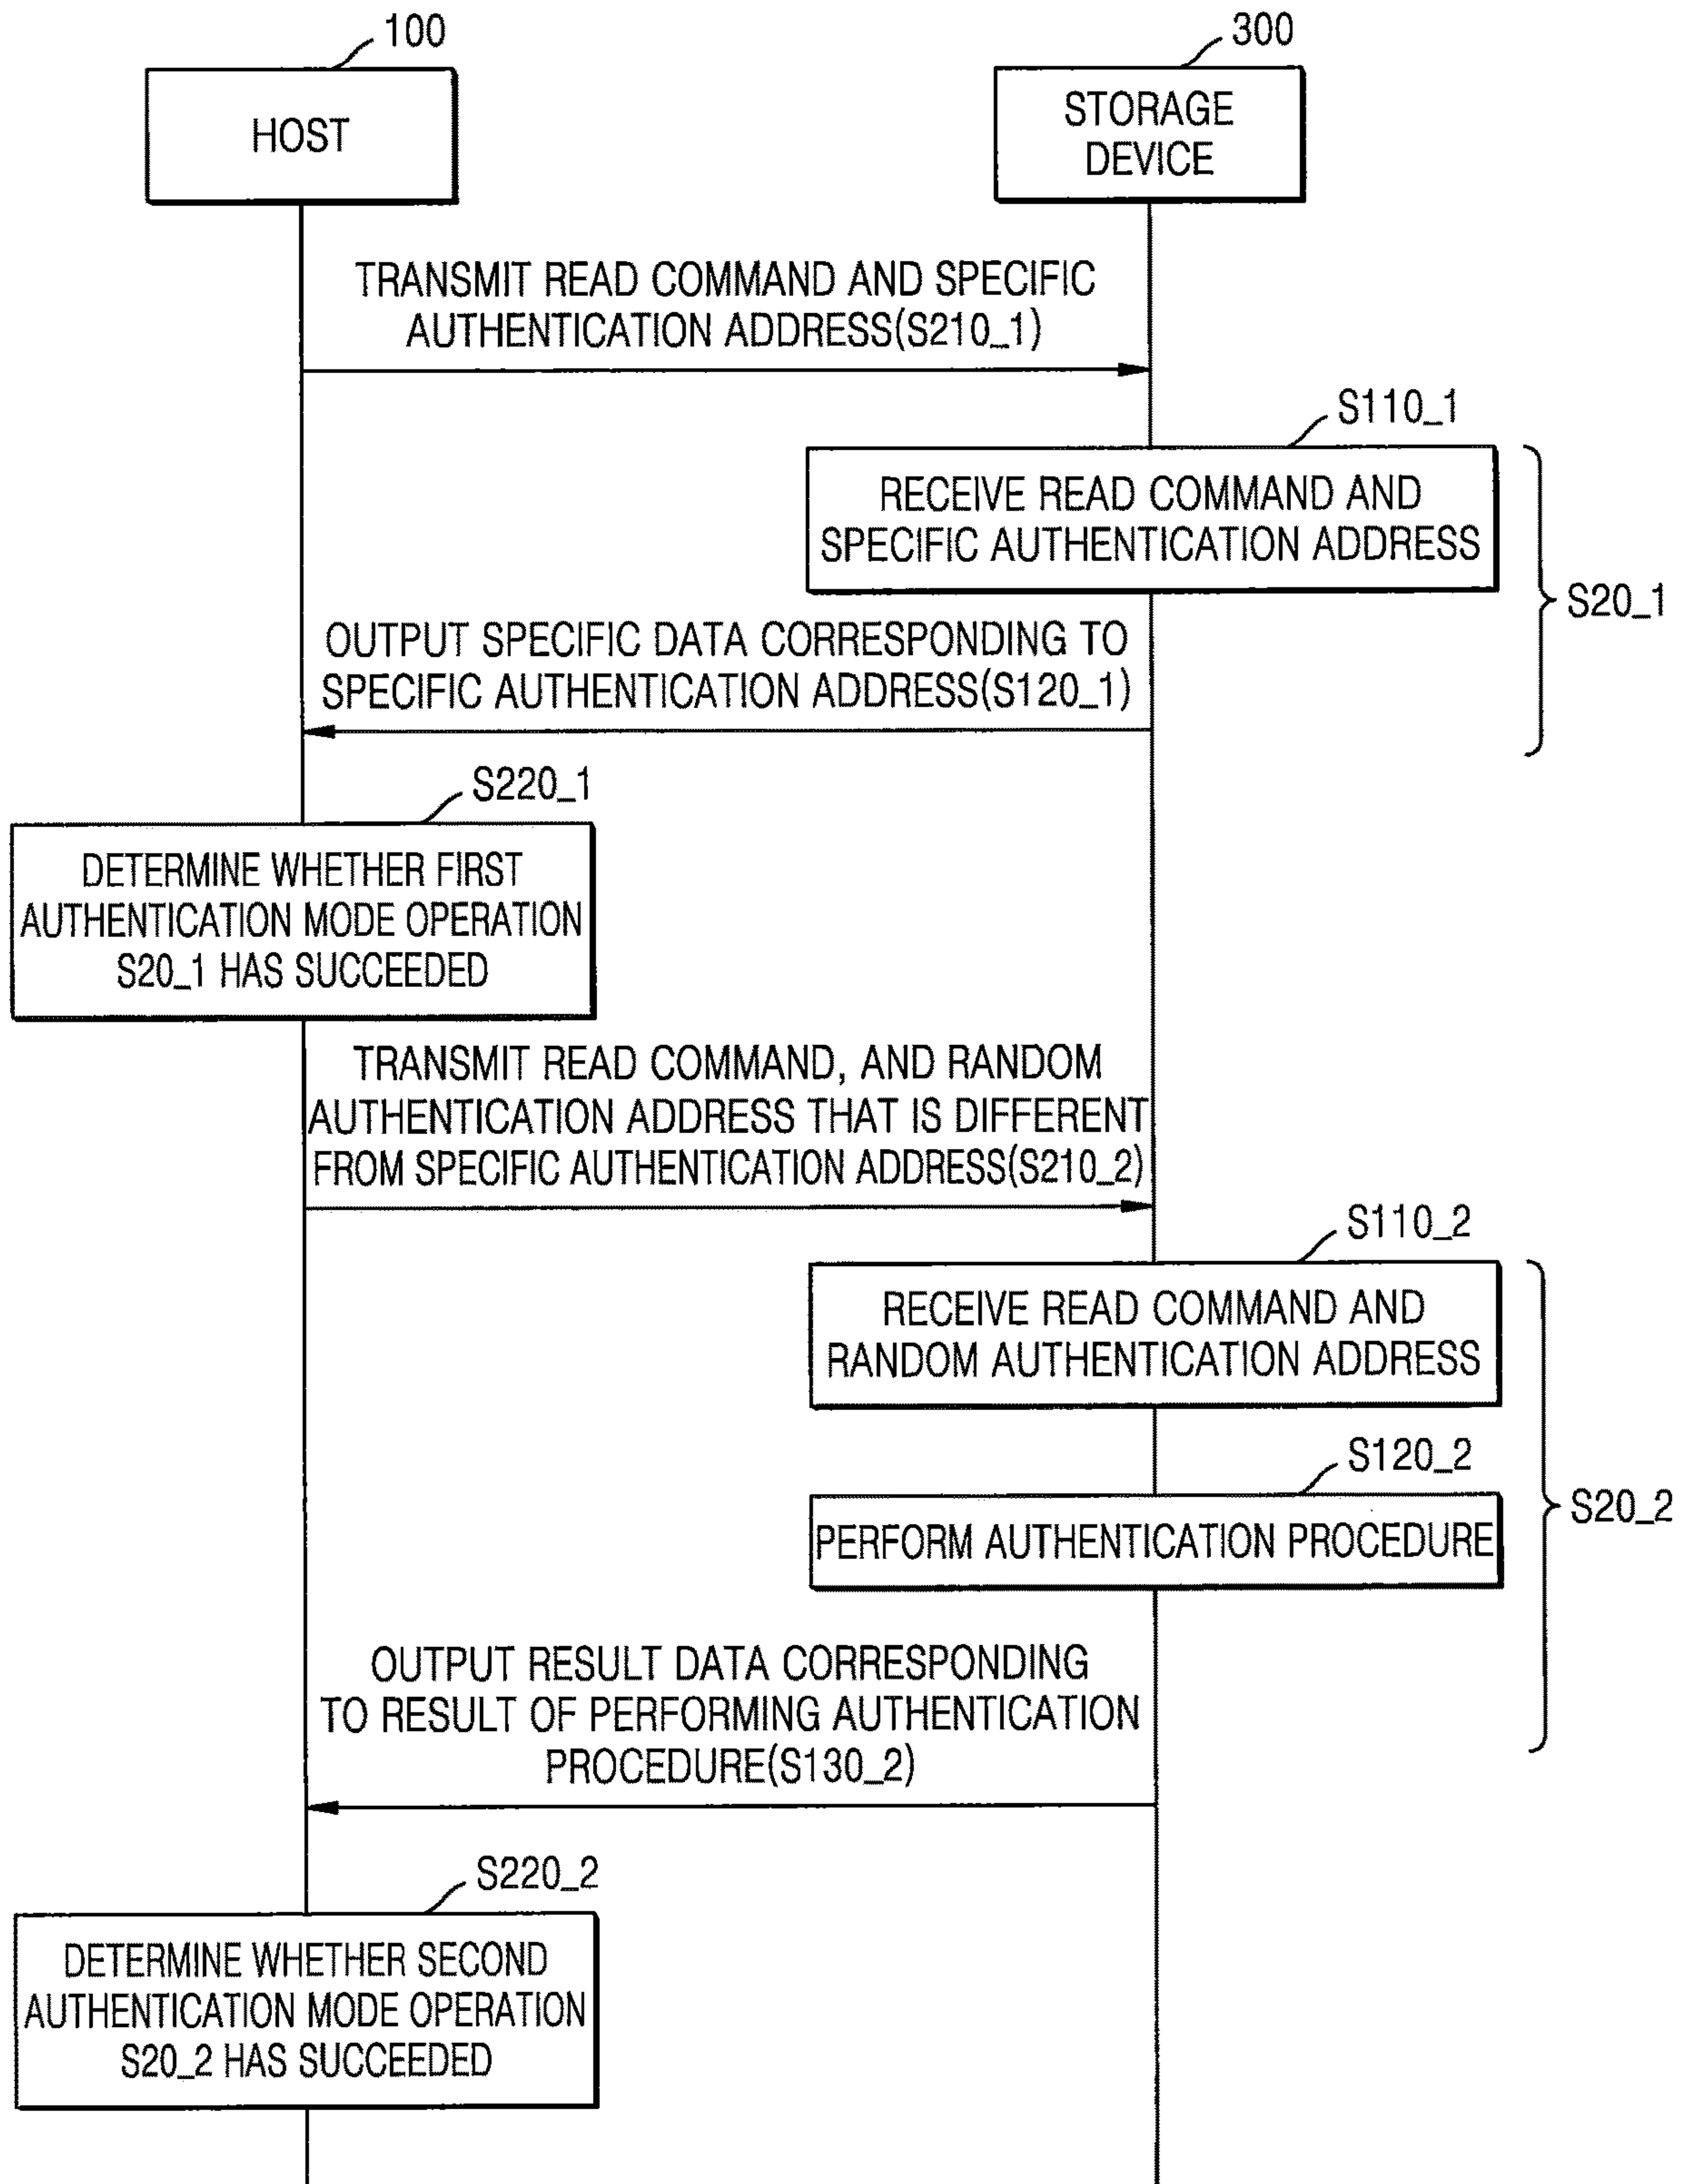 100
300
HOST
STORAGE
DEVICE
TRANSMIT READ COMMAND AND SPECIFIC
AUTHENTICATION ADDRESS(S210_1)
S110_1
RECEIVE READ COMMAND AND
SPECIFIC AUTHENTICATION ADDRESS
S20_1
OUTPUT SPECIFIC DATA CORRESPONDING TO
SPECIFIC AUTHENTICATION ADDRESS(S120_1)
S220_1
DETERMINE WHETHER FIRST
AUTHENTICATION MODE OPERATION
S20_1 HAS SUCCEEDED
TRANSMIT READ COMMAND, AND RANDOM
AUTHENTICATION ADDRESS THAT IS DIFFERENT
FROM SPECIFIC AUTHENTICATION ADDRESS(S210_2)
S110_2
RECEIVE READ COMMAND AND
RANDOM AUTHENTICATION ADDRESS
S120_2
PERFORM AUTHENTICATION PROCEDURE
S20_2
OUTPUT RESULT DATA CORRESPONDING
TO RESULT OF PERFORMING AUTHENTICATION
PROCEDURE(S130_2)
S220_2
DETERMINE WHETHER SECOND
AUTHENTICATION MODE OPERATION
S20_2 HAS SUCCEEDED